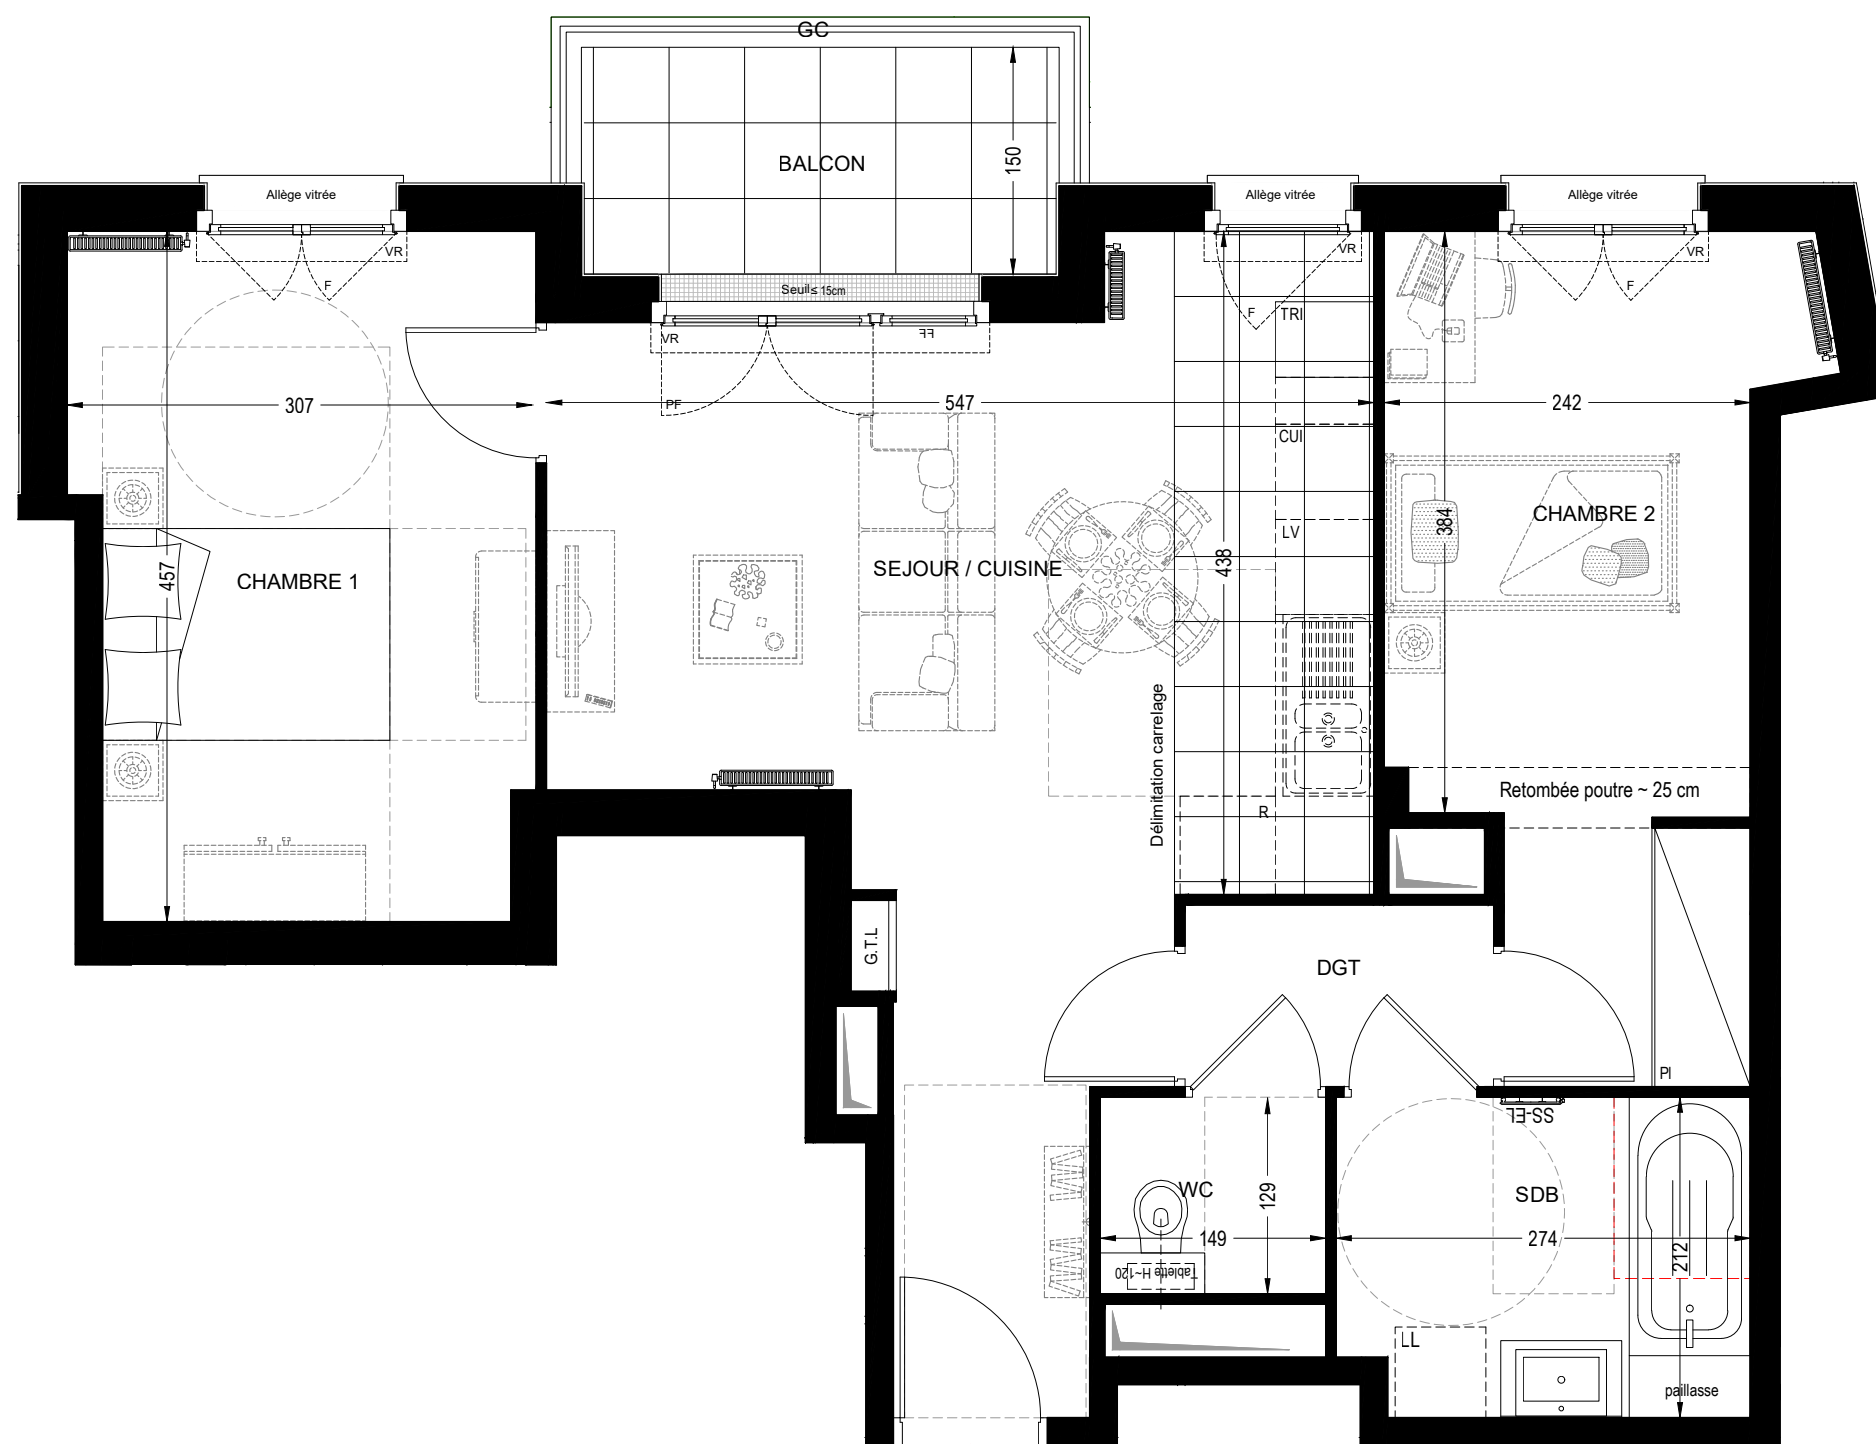 GC
BALCON
150
Allège vitrée
Allège vitrée
Allège vitrée
VR
F
Seuil ≤ 15cm
VR
FF
PF
F
VR
TRI
F
VR
307
547
242
CUI
LV
384
438
457
CHAMBRE 1
SEJOUR / CUISINE
CHAMBRE 2
Délimitation carrelage
R
Retombée poutre ~ 25 cm
G.T.L
DGT
PI
SS-EL
WC
129
149
Tablette H~120
SDB
274
212
LL
paillasse